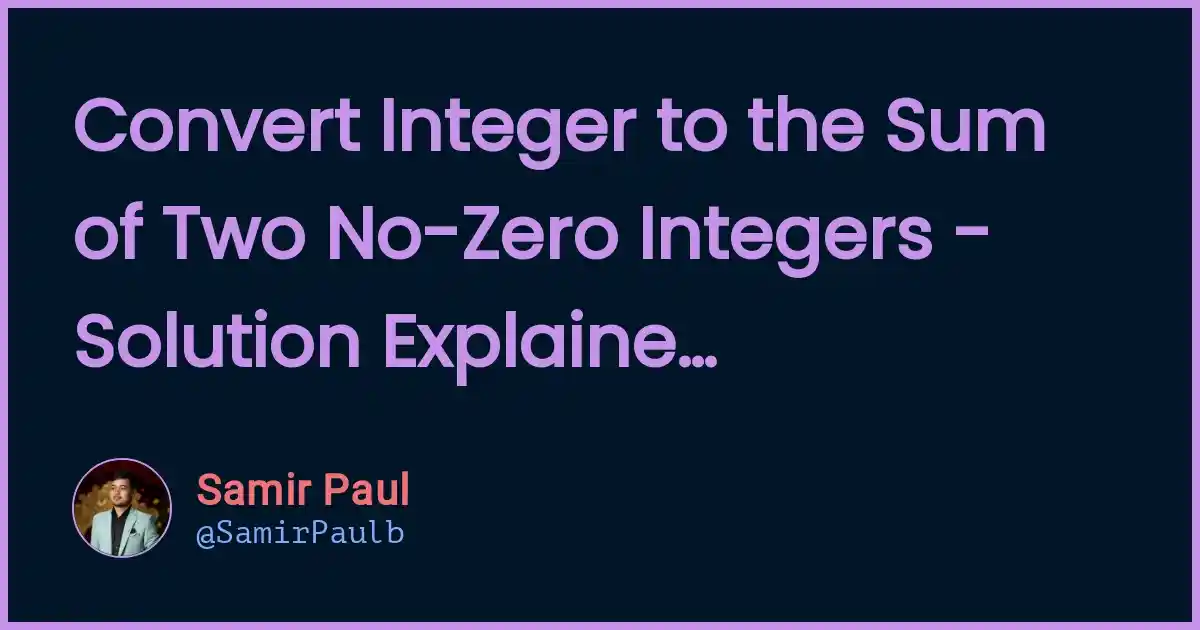 Convert Integer to the Sum
of Two No-Zero Integers -
Solution Explaine...
Samir Paul
@SamirPaulb